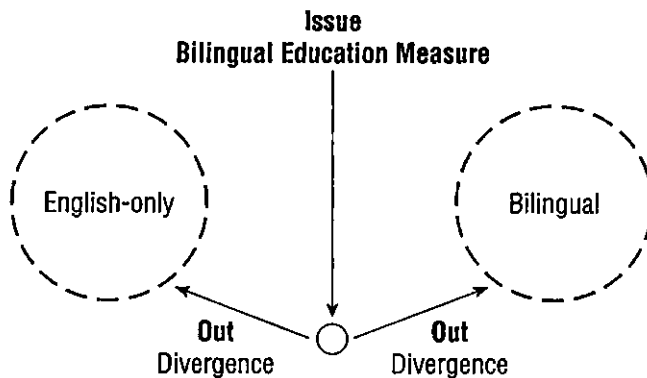 Issue
Bilingual Education Measure
English-only
Bilingual
Out
Divergence
Out
Divergence